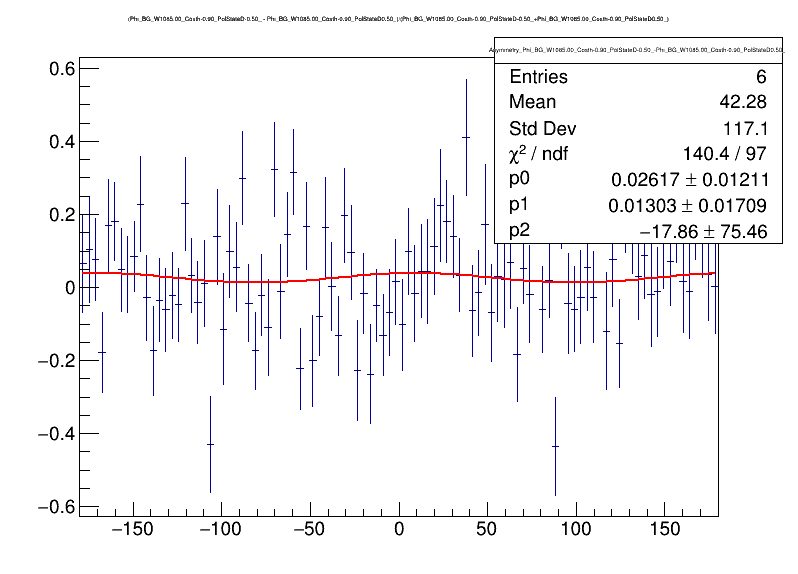 (Phi_BG_W1085.00_Costh-0.90_PolStateD-0.50_- Phi_BG_W1085.00_Costh-0.90_PolStateD0.50_)/(Phi_BG_W1085.00_Costh-0.90_PolStateD-0.50_+Phi_BG_W1085.00_Costh-0.90_PolStateD0.50_)
Asymmetry_Phi_BG_W1085.00_Costh-0.90_PolStateD-0.50_-Phi_BG_W1085.00_Costh-0.90_PolStateD0.50_
Entries 6
Mean 42.28
Std Dev 117.1
χ² / ndf 140.4 / 97
p0 0.02617 ± 0.01211
p1 0.01303 ± 0.01709
p2 −17.86 ± 75.46
0.6
0.4
0.2
0
−0.2
−0.4
−0.6
−150 −100 −50 0 50 100 150